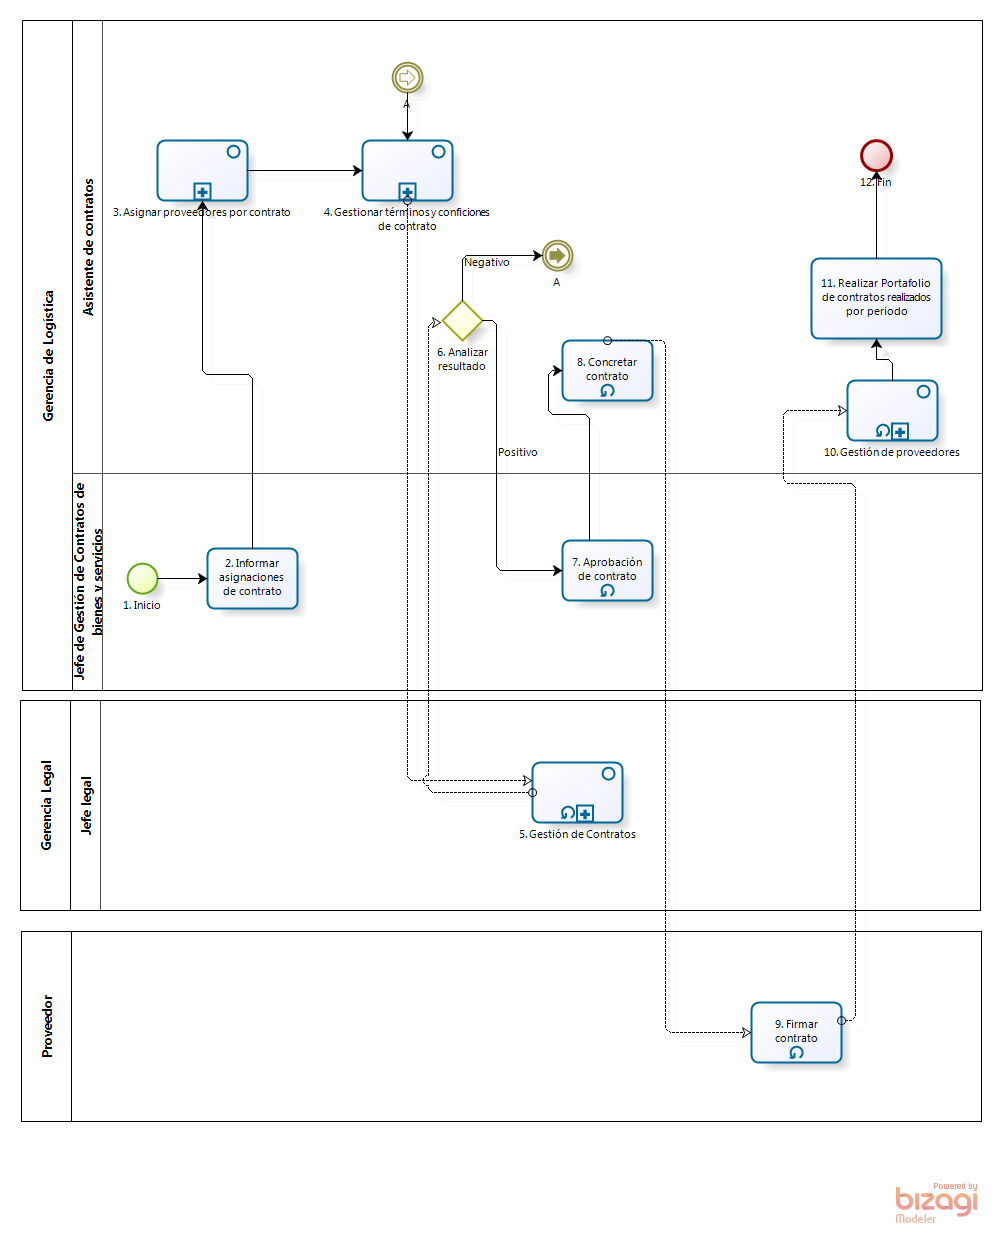 Gerencia de Logística
Asistente de contratos
A
3. Asignar proveedores por contrato
4. Gestionar términos y conficiones
de contrato
12. Fin
Negativo
A
11. Realizar Portafolio
de contratos realizados
por periodo
6. Analizar
resultado
8. Concretar
contrato
Positivo
10. Gestión de proveedores
Jefe de Gestión de Contratos de
bienes y servicios
1. Inicio
2. Informar
asignaciones
de contrato
7. Aprobación
de contrato
Gerencia Legal
Jefe legal
5. Gestión de Contratos
Proveedor
9. Firmar
contrato
Powered by
bizagi
Modeler